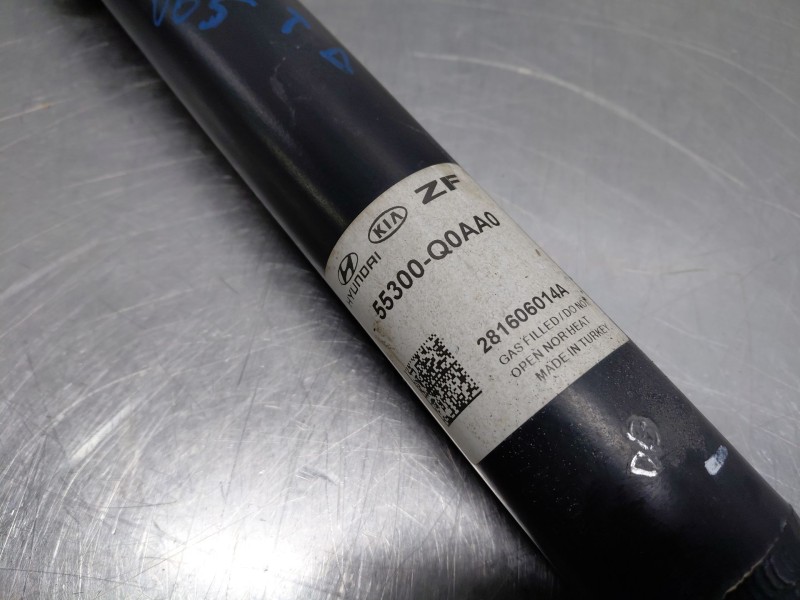 ZF
KIA
HYUNDAI
55300-Q0AA0
281606014A
GAS FILLED / DO NOT
OPEN NOR HEAT
MADE IN TURKEY